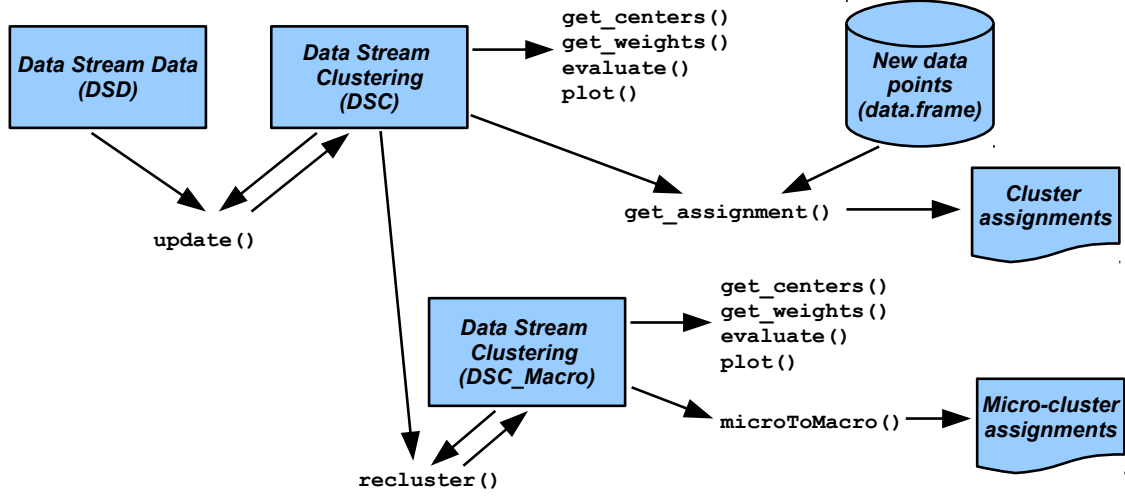 Data Stream Data
(DSD)
Data Stream
Clustering
(DSC)
get_centers()
get_weights()
evaluate()
plot()
New data
points
(data.frame)
update()
get_assignment()
Cluster
assignments
Data Stream
Clustering
(DSC_Macro)
get_centers()
get_weights()
evaluate()
plot()
microToMacro()
Micro-cluster
assignments
recluster()